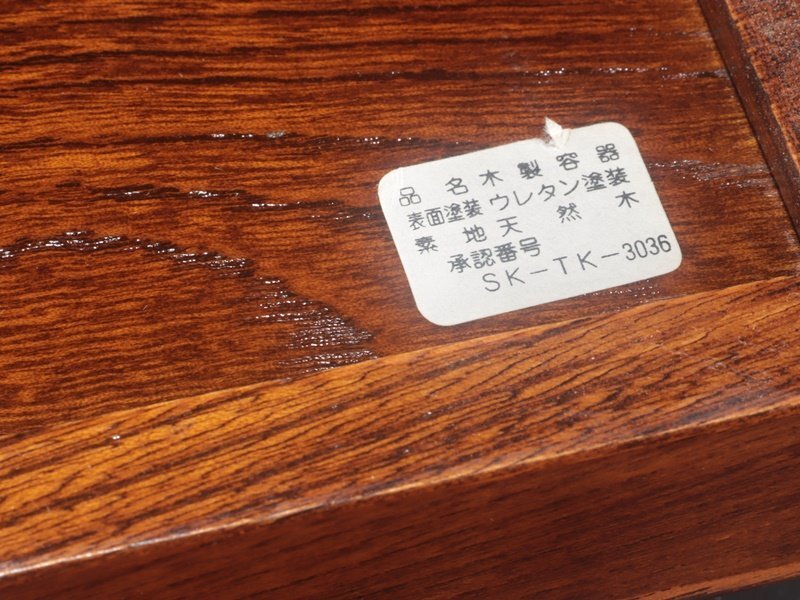 品名 木製容器
表面塗装 ウレタン塗装
素地 天然木
承認番号
SK-TK-3036